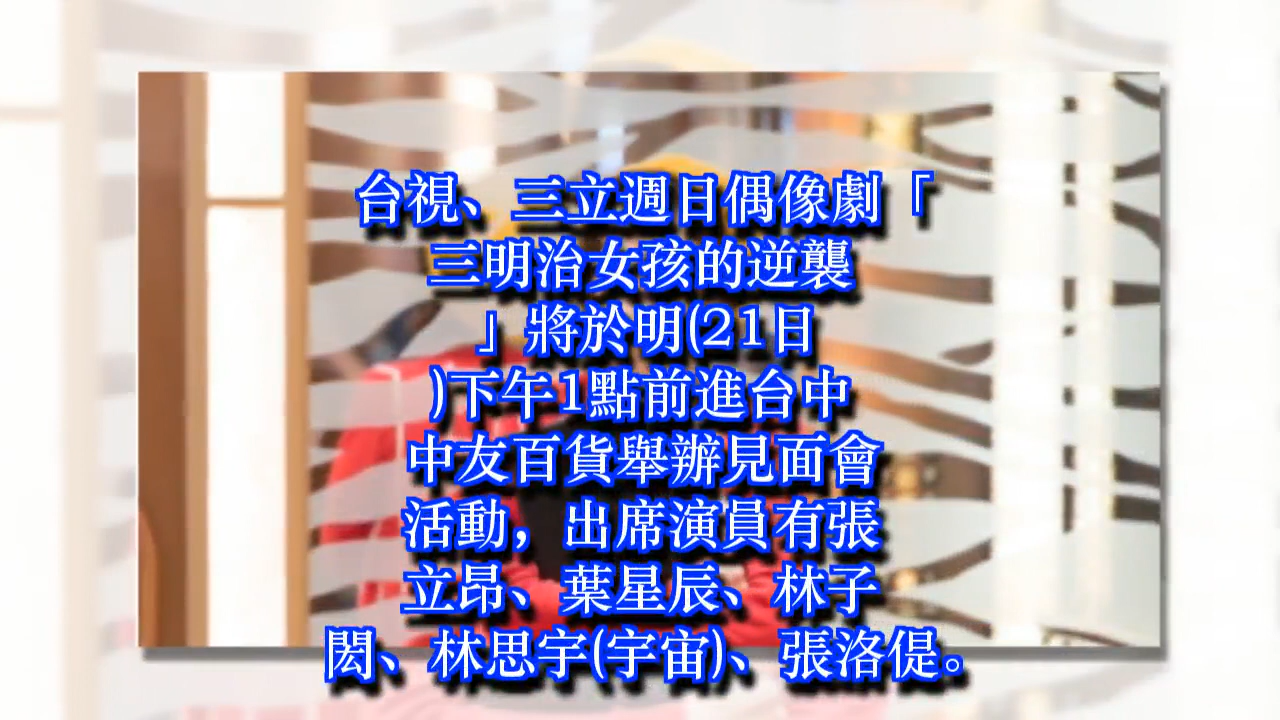 台視、三立週日偶像劇「
三明治女孩的逆襲
」將於明(21日
)下午1點前進台中
中友百貨舉辦見面會
活動，出席演員有張
立昂、葉星辰、林子
閎、林思宇(宇宙)、張洛偍。